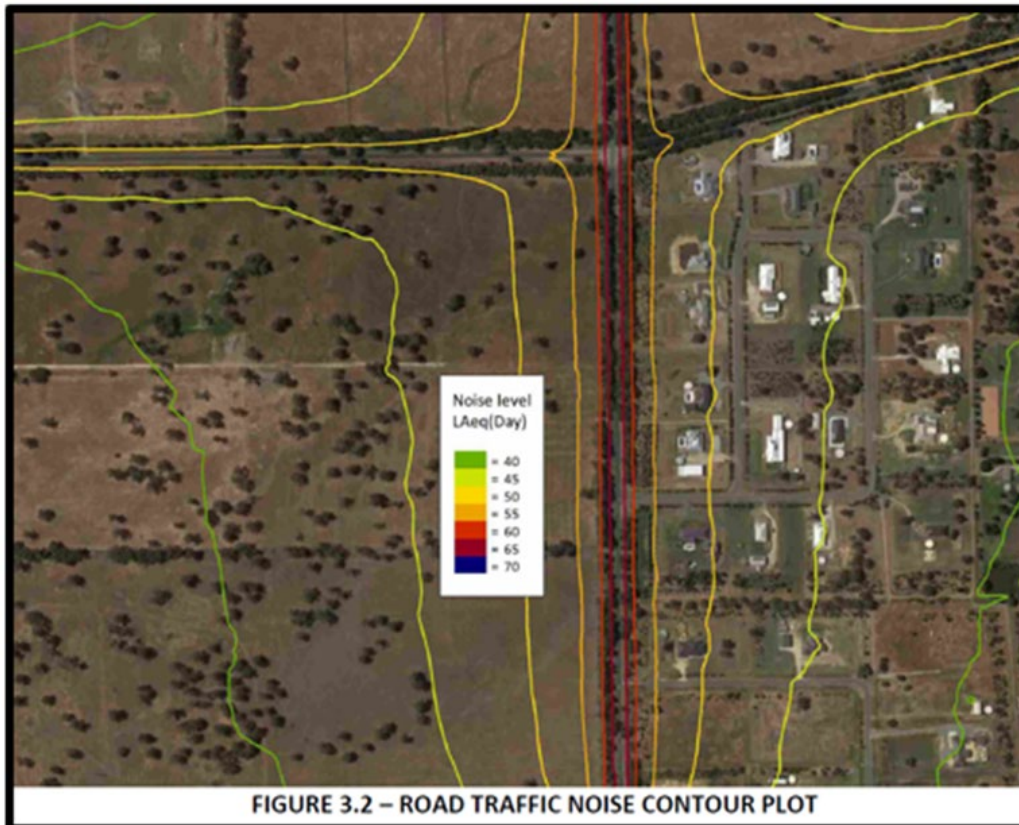 Noise level
LAeq(Day)
= 40
= 45
= 50
= 55
= 60
= 65
= 70
FIGURE 3.2 – ROAD TRAFFIC NOISE CONTOUR PLOT